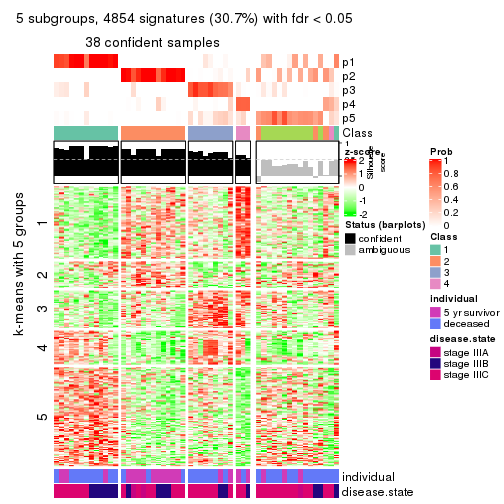 5 subgroups, 4854 signatures (30.7%) with fdr < 0.05
38 confident samples
p1
p2
p3
p4
p5
Class
1
Silhouette
score
k-means with 5 groups
1
2
3
4
5
individual
disease.state
z-score
2
1
0
-1
-2
Status (barplots)
confident
ambiguous
Prob
1
0.8
0.6
0.4
0.2
0
Class
1
2
3
4
individual
5 yr survivor
deceased
disease.state
stage IIIA
stage IIIB
stage IIIC